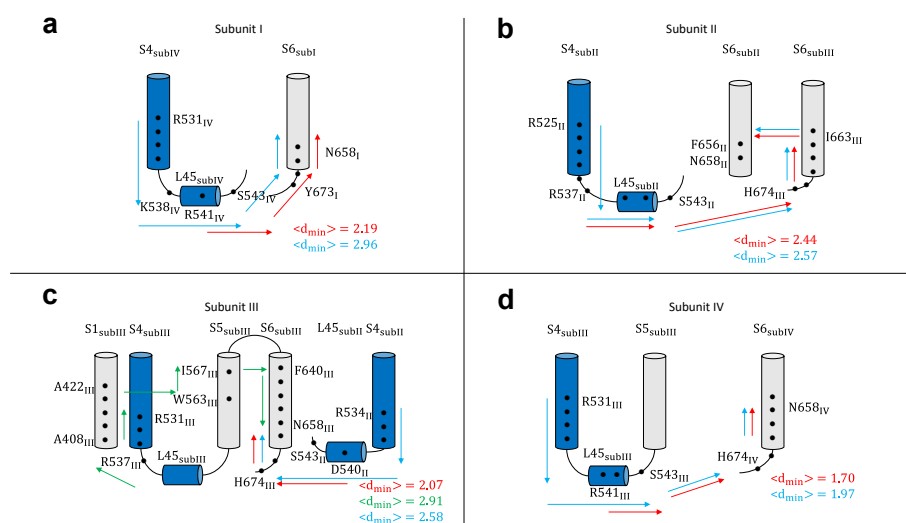 a
Subunit I
S4subIV
S6subI
R531IV
N658I
L45subIV
S543IV
Y673I
K538IV
R541IV
<dmin> = 2.19
<dmin> = 2.96
b
Subunit II
S4subII
S6subII
S6subIII
R525II
I663III
F656II
N658II
L45subII
H674III
R537II
S543II
<dmin> = 2.44
<dmin> = 2.57
c
Subunit III
S1subIII
S4subIII
S5subIII
S6subIII
L45subII
S4subII
I567III
F640III
A422III
W563III
R531III
R534II
N658III
A408III
S543II
L45subIII
R537III
D540II
H674III
<dmin> = 2.07
<dmin> = 2.91
<dmin> = 2.58
d
Subunit IV
S4subIII
S5subIII
S6subIV
R531III
N658IV
L45subIII
H674IV
S543III
R541III
<dmin> = 1.70
<dmin> = 1.97